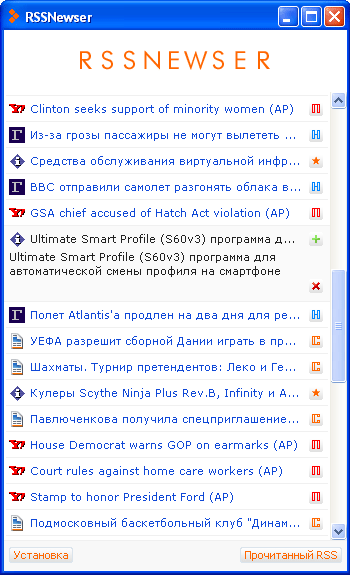 RSSNewser
RSSNEWSER
Clinton seeks support of minority women (AP)
П
Из-за грозы пассажиры не могут вылететь ...
Н
Средства обслуживания виртуальной инфр...
ВВС отправили самолет разгонять облака в...
Н
GSA chief accused of Hatch Act violation (AP)
П
Ultimate Smart Profile (S60v3) программа д...
Ultimate Smart Profile (S60v3) программа для
автоматической смены профиля на смартфоне
Полет Atlantis'а продлен на два дня для ре...
Н
УЕФА разрешит сборной Дании играть в пр...
С
Шахматы. Турнир претендентов: Леко и Ге...
С
Кулеры Scythe Ninja Plus Rev.B, Infinity и A...
Павлюченкова получила спецприглашение...
С
House Democrat warns GOP on earmarks (AP)
П
Court rules against home care workers (AP)
П
Stamp to honor President Ford (AP)
П
Подмосковный баскетбольный клуб "Динам...
С
Установка
Прочитанный RSS